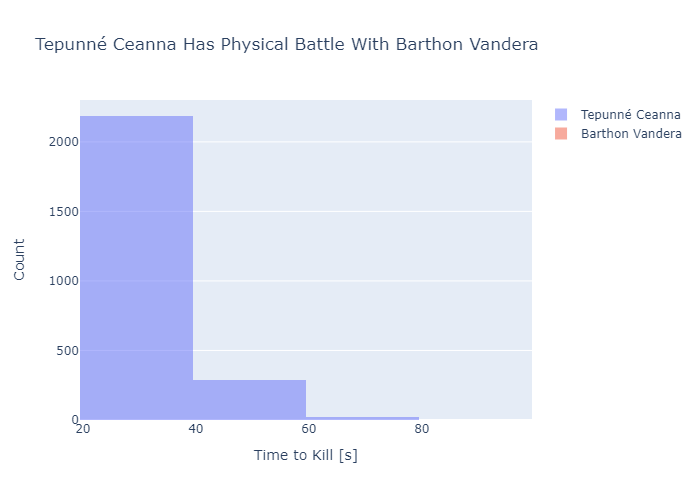 Tepunné Ceanna Has Physical Battle With Barthon Vandera
Tepunné Ceanna
Barthon Vandera
2000
1500
1000
500
0
Count
20
40
60
80
Time to Kill [s]